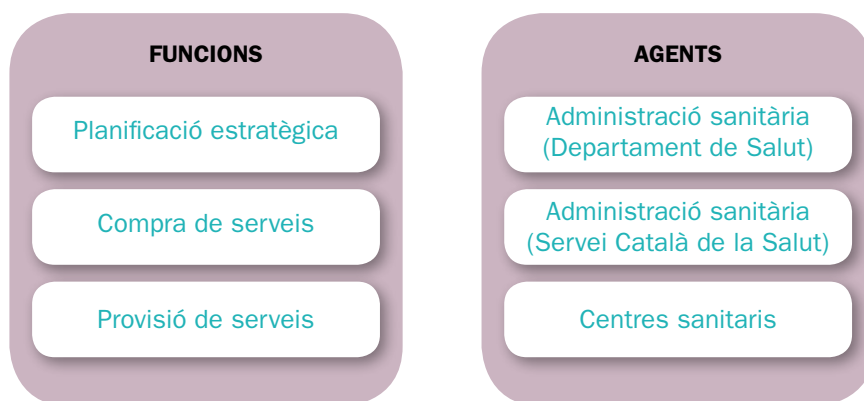 FUNCIONS
Planificació estratègica
Compra de serveis
Provisió de serveis
AGENTS
Administració sanitària
(Departament de Salut)
Administració sanitària
(Servei Català de la Salut)
Centres sanitaris